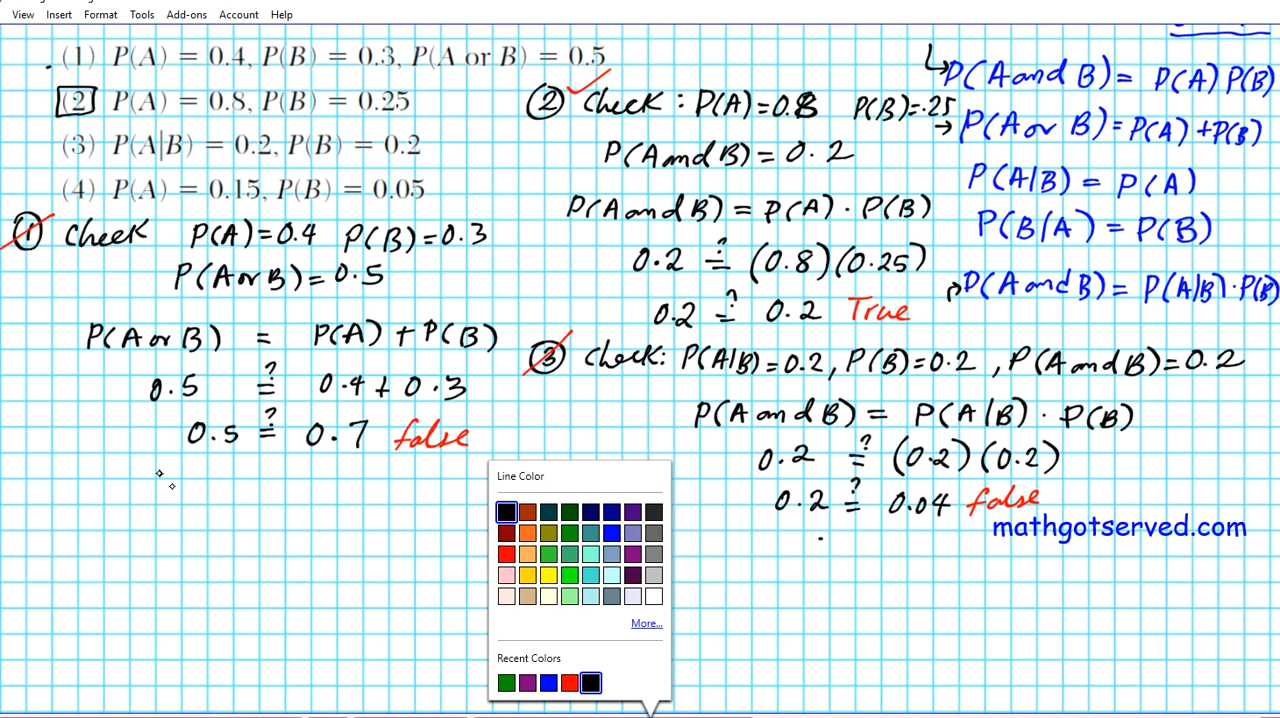 View Insert Format Tools Add-ons Account Help
(1) P(A) = 0.4, P(B) = 0.3, P(A or B) = 0.5
(2) P(A) = 0.8, P(B) = 0.25
(3) P(A|B) = 0.2, P(B) = 0.2
(4) P(A) = 0.15, P(B) = 0.05
① Check P(A)=0.4 P(B)=0.3
P(A or B)=0.5
P(A or B) = P(A) + P(B)
0.5 ≟ 0.4 + 0.3
0.5 ≟ 0.7 false
② Check : P(A)=0.8 P(B)=.25
P(A and B) = 0.2
P(A and B) = P(A) · P(B)
0.2 ≟ (0.8)(0.25)
0.2 ≟ 0.2 True
③ Check: P(A/B)=0.2, P(B)=0.2, P(A and B)=0.2
P(A and B) = P(A/B) · P(B)
0.2 ≟ (0.2)(0.2)
0.2 ≟ 0.04 false
P(A and B) = P(A) P(B)
P(A or B) = P(A) + P(B)
P(A/B) = P(A)
P(B/A) = P(B)
P(A and B) = P(A/B) · P(B)
mathgotserved.com
Line Color
More...
Recent Colors